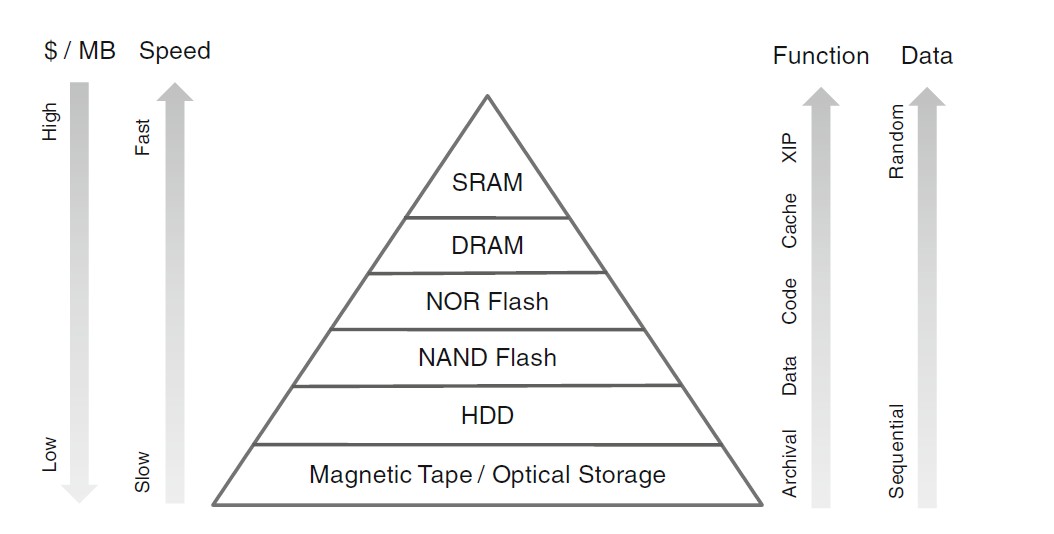 $ / MB
Speed
Function
Data
High
Low
Fast
Slow
SRAM
DRAM
NOR Flash
NAND Flash
HDD
Magnetic Tape / Optical Storage
XIP
Cache
Code
Data
Archival
Random
Sequential